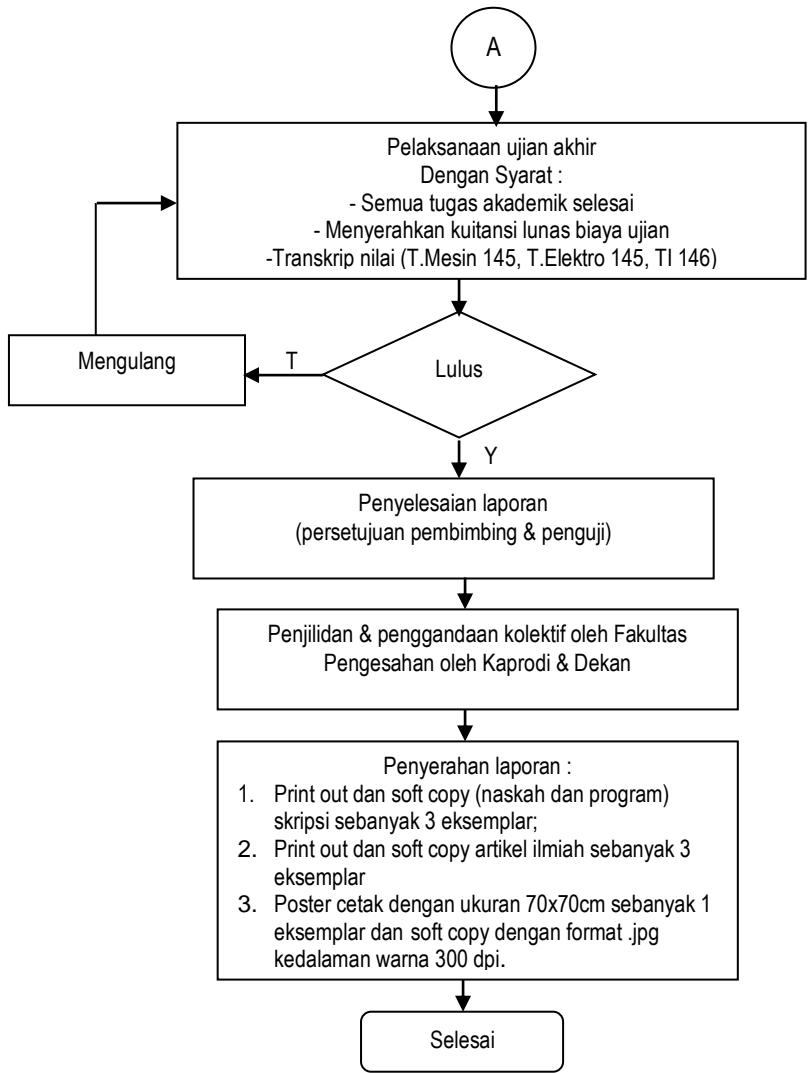 A
Pelaksanaan ujian akhir
Dengan Syarat :
- Semua tugas akademik selesai
- Menyerahkan kuitansi lunas biaya ujian
-Transkrip nilai (T.Mesin 145, T.Elektro 145, TI 146)
Mengulang
T
Lulus
Y
Penyelesaian laporan
(persetujuan pembimbing & penguji)
Penjilidan & penggandaan kolektif oleh Fakultas
Pengesahan oleh Kaprodi & Dekan
Penyerahan laporan :
1. Print out dan soft copy (naskah dan program)
skripsi sebanyak 3 eksemplar;
2. Print out dan soft copy artikel ilmiah sebanyak 3
eksemplar
3. Poster cetak dengan ukuran 70x70cm sebanyak 1
eksemplar dan soft copy dengan format .jpg
kedalaman warna 300 dpi.
Selesai